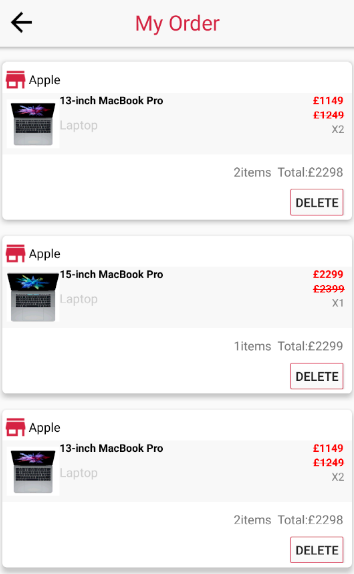 My Order
Apple
13-inch MacBook Pro £1149
£1249
Laptop X2
2items Total:£2298
DELETE
Apple
15-inch MacBook Pro £2299
£2399
Laptop X1
1items Total:£2299
DELETE
Apple
13-inch MacBook Pro £1149
£1249
Laptop X2
2items Total:£2298
DELETE